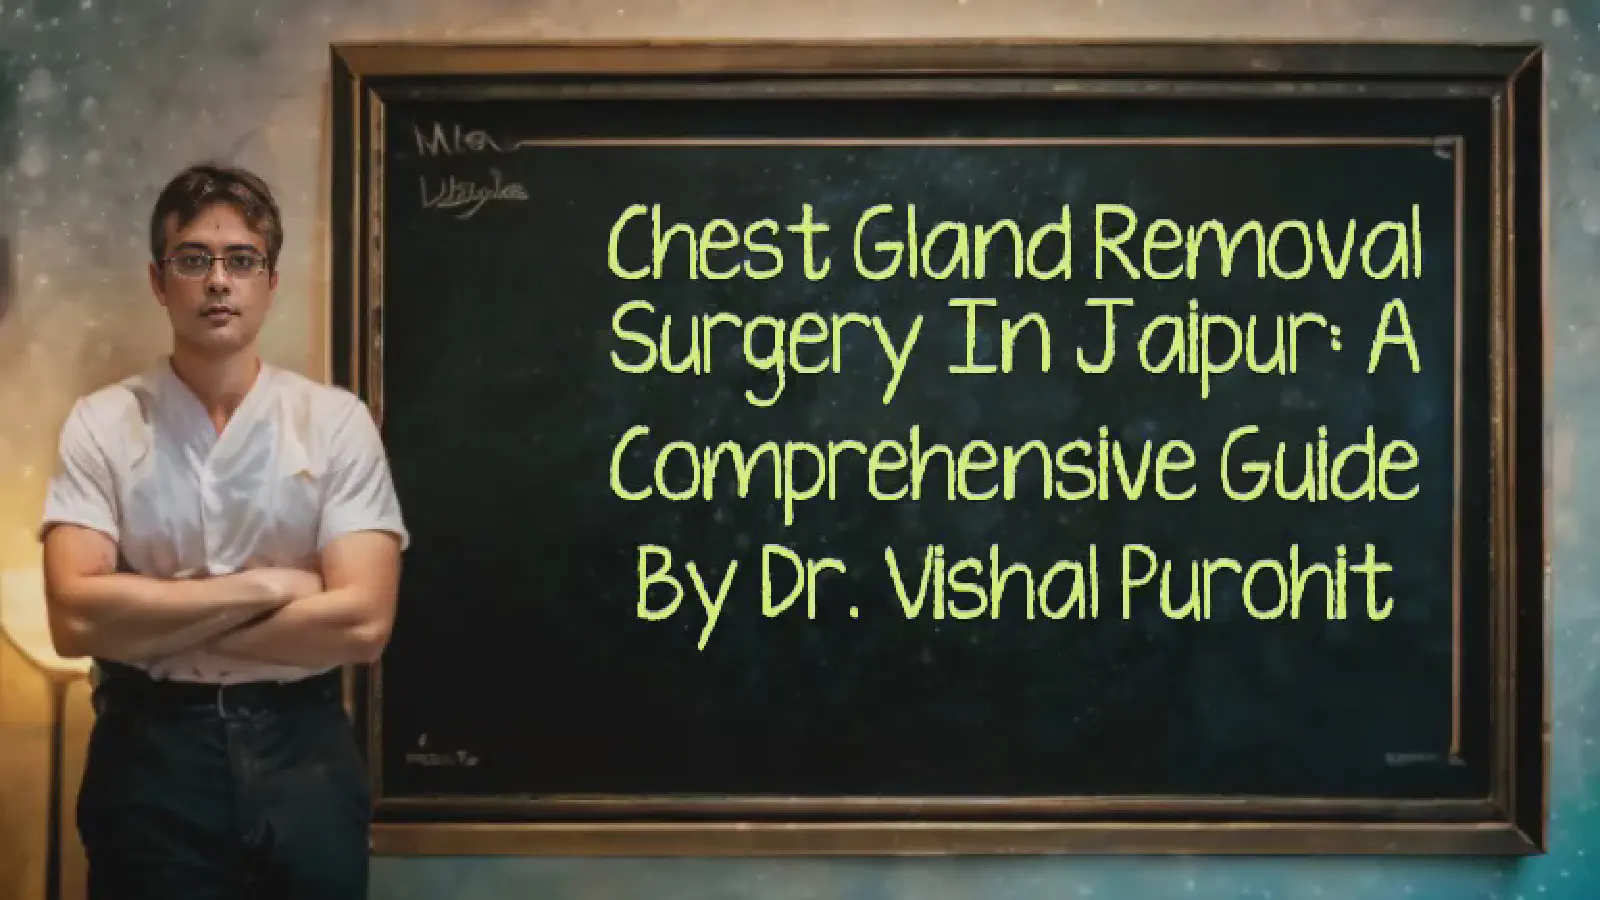 Chest Gland Removal
Surgery In Jaipur: A
Comprehensive Guide
By Dr. Vishal Purohit